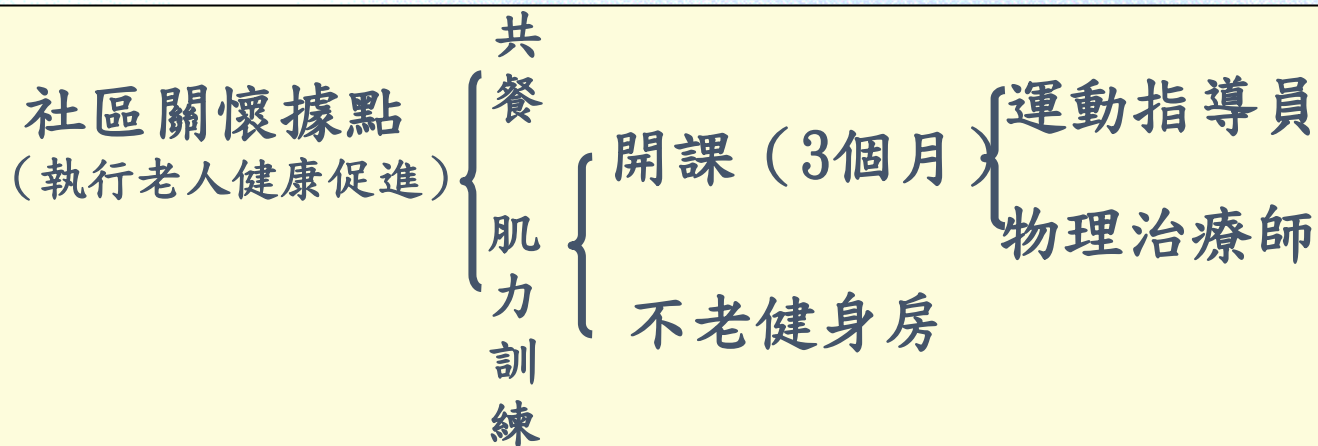 社區關懷據點
（執行老人健康促進）
共餐
肌力訓練
開課（3個月）
運動指導員
物理治療師
不老健身房